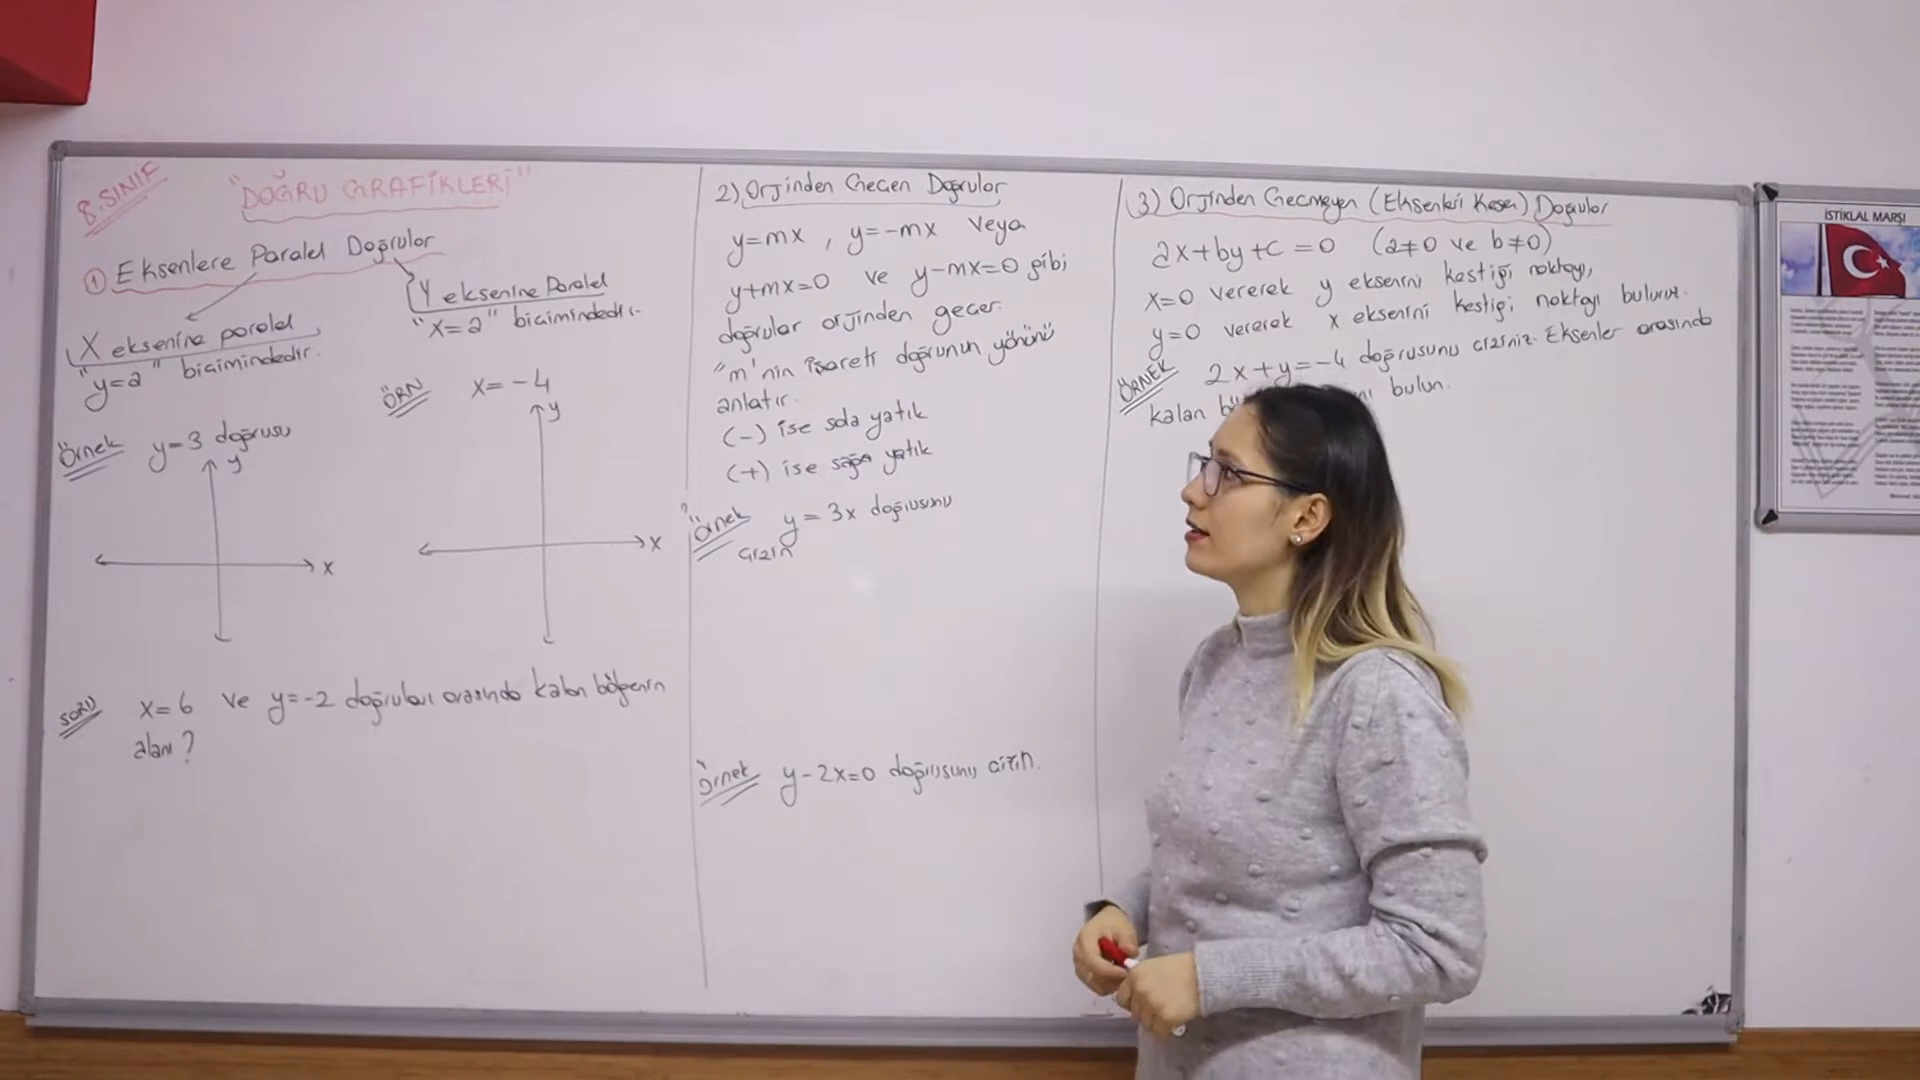 8.SINIF
"DOĞRU GRAFİKLERİ"
① Eksenlere Paralel Doğrular
X eksenine paralel
"y=a" biçimindedir.
Y eksenine Paralel
"x=a" biçimindedir.
Örnek y=3 doğrusu
y
x
ÖRN x=-4
y
x
SORU x=6 ve y=-2 doğruları arasında kalan bölgenin
alanı?
2) Orjinden Geçen Doğrular
y=mx , y=-mx veya
y+mx=0 ve y-mx=0 gibi
doğrular orjinden geçer.
"m'nin işareti doğrunun yönünü
anlatır.
(-) ise sola yatık
(+) ise sağa yatık
Örnek y=3x doğrusunu
çizin
Örnek y-2x=0 doğrusunu çizin.
3) Orjinden Geçmeyen (Eksenleri Kesen) Doğrular
ax+by+c=0 (a≠0 ve b≠0)
x=0 vererek y eksenini kestiği noktayı,
y=0 vererek x eksenini kestiği noktayı buluruz.
ÖRNEK 2x+y=-4 doğrusunu çiziniz. Eksenler arasında
kalan bulun.
İSTİKLAL MARŞI